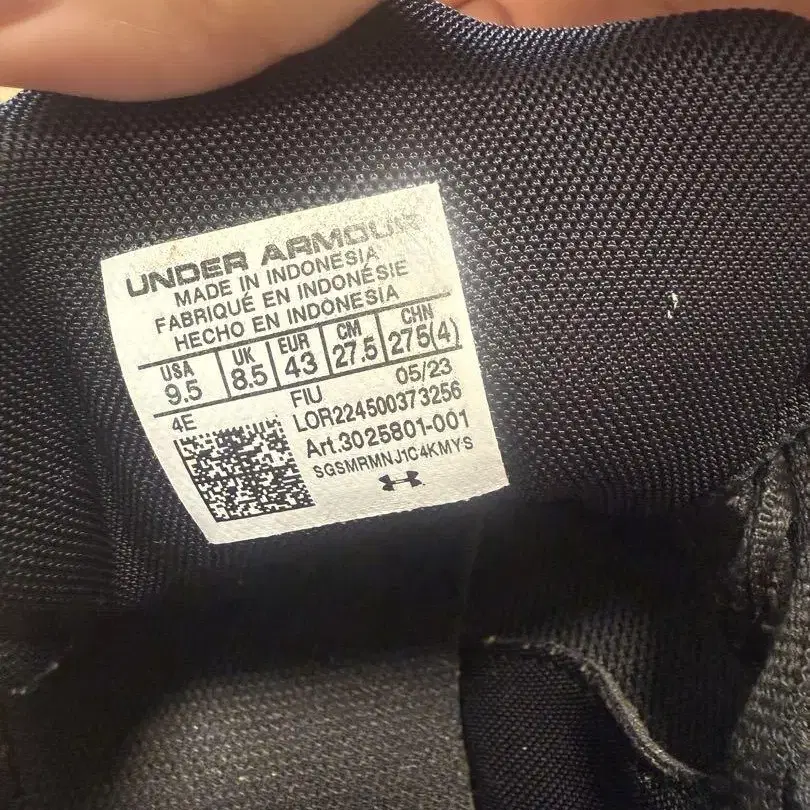 UNDER ARMOUR
MADE IN INDONESIA
FABRIQUÉ EN INDONÉSIE
HECHO EN INDONESIA
USA UK EUR CM CHN
9.5 8.5 43 27.5 275(4)
4E FIU 05/23
LOR224500373256
Art.3025801-001
SGSMRMNJ1C4KMYS